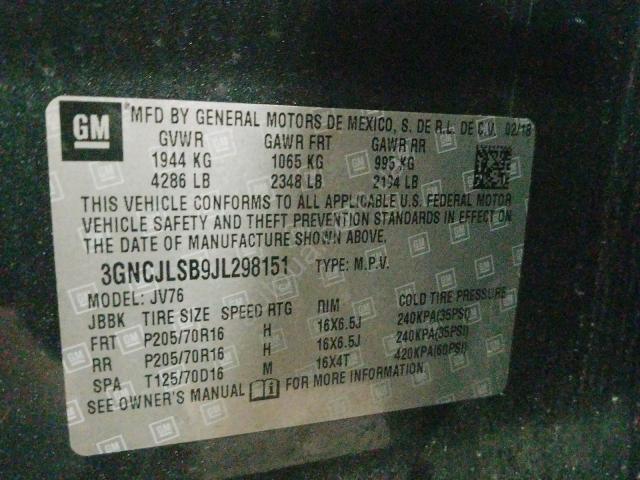 GM
MFD BY GENERAL MOTORS DE MEXICO, S. DE R.L. DE C.V. 02/18
GVWR GAWR FRT GAWR RR
1944 KG 1065 KG 995 KG
4286 LB 2348 LB 2194 LB
THIS VEHICLE CONFORMS TO ALL APPLICABLE U.S. FEDERAL MOTOR
VEHICLE SAFETY AND THEFT PREVENTION STANDARDS IN EFFECT ON
THE DATE OF MANUFACTURE SHOWN ABOVE.
3GNCJLSB9JL298151 TYPE: M.P.V.
MODEL: JV76
JBBK TIRE SIZE SPEED RTG RIM COLD TIRE PRESSURE
FRT P205/70R16 H 16X6.5J 240KPA(35PSI)
RR P205/70R16 H 16X6.5J 240KPA(35PSI)
SPA T125/70D16 M 16X4T 420KPA(60PSI)
SEE OWNER'S MANUAL FOR MORE INFORMATION